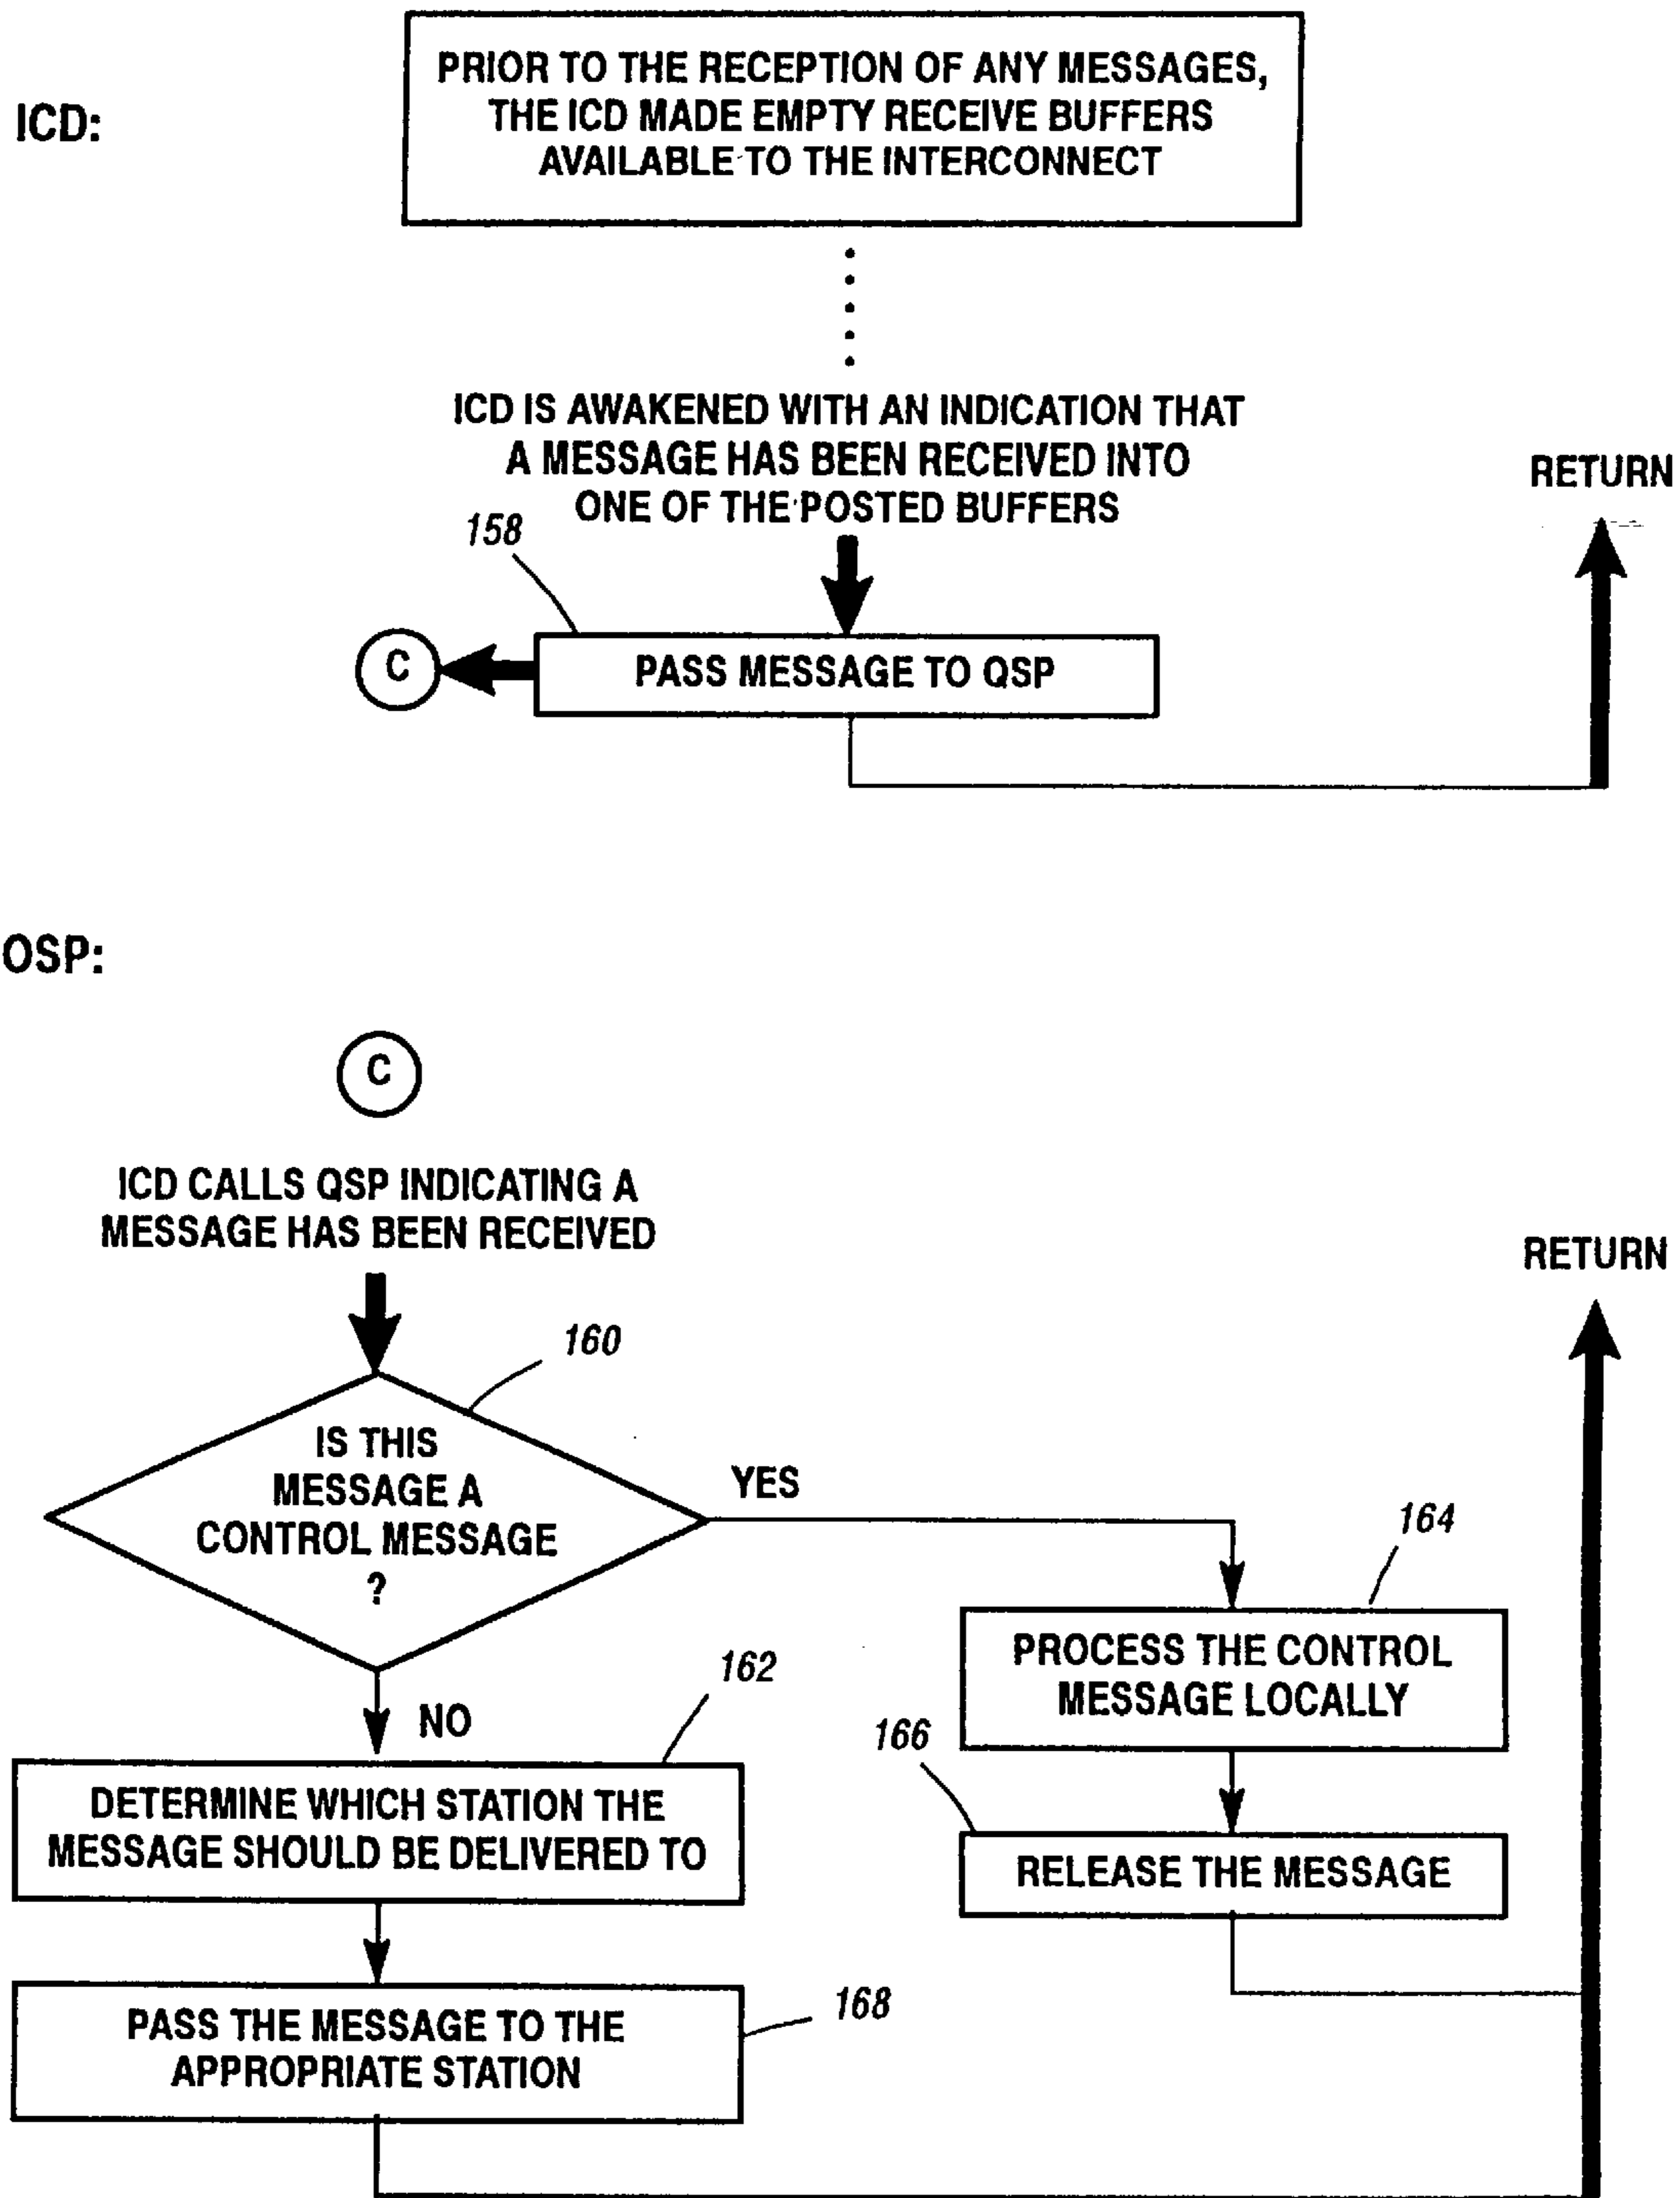 ICD:
PRIOR TO THE RECEPTION OF ANY MESSAGES,
THE ICD MADE EMPTY RECEIVE BUFFERS
AVAILABLE TO THE INTERCONNECT
ICD IS AWAKENED WITH AN INDICATION THAT
A MESSAGE HAS BEEN RECEIVED INTO
ONE OF THE POSTED BUFFERS
RETURN
158
C
PASS MESSAGE TO QSP
OSP:
C
ICD CALLS QSP INDICATING A
MESSAGE HAS BEEN RECEIVED
RETURN
160
IS THIS
MESSAGE A
CONTROL MESSAGE
?
YES
164
PROCESS THE CONTROL
MESSAGE LOCALLY
NO
162
166
DETERMINE WHICH STATION THE
MESSAGE SHOULD BE DELIVERED TO
RELEASE THE MESSAGE
168
PASS THE MESSAGE TO THE
APPROPRIATE STATION